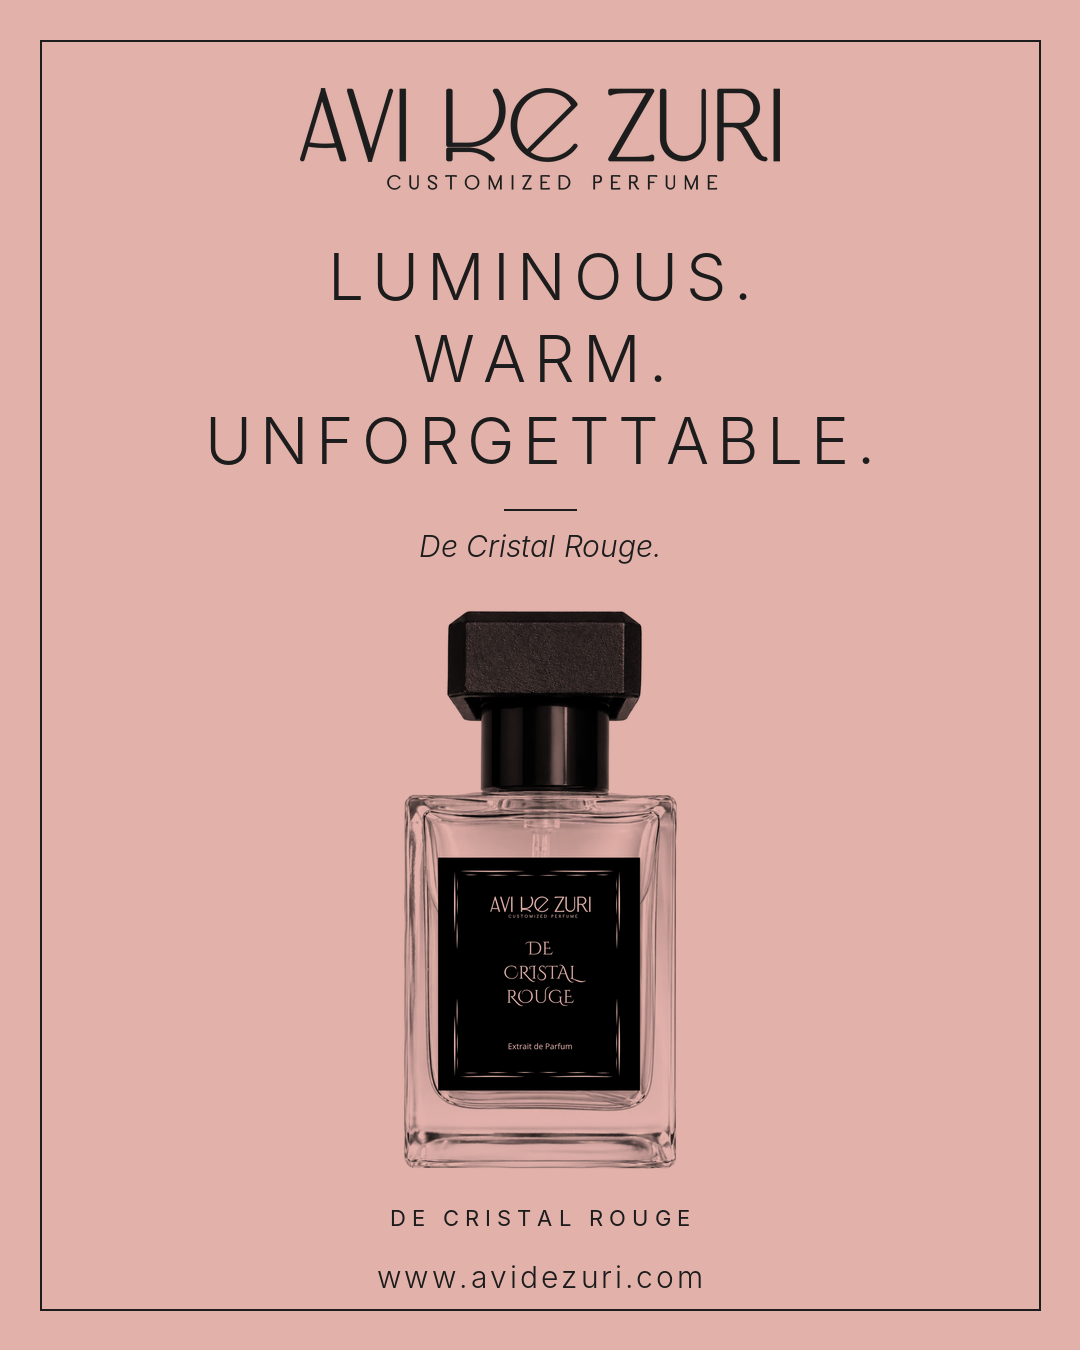 AVI DE ZURI
CUSTOMIZED PERFUME
LUMINOUS.
WARM.
UNFORGETTABLE.
De Cristal Rouge.
AVI DE ZURI
CUSTOMIZED PERFUME
DE
CRISTAL
ROUGE
Extrait de Parfum
DE CRISTAL ROUGE
www.avidezuri.com